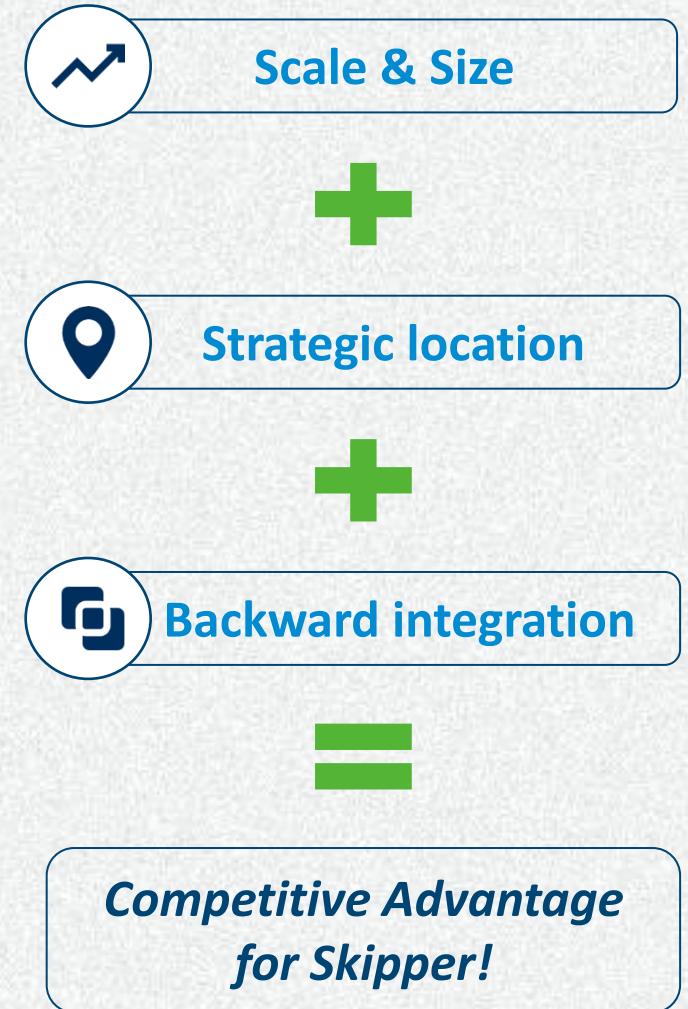 Scale & Size
Strategic location
Backward integration
Competitive Advantage
for Skipper!